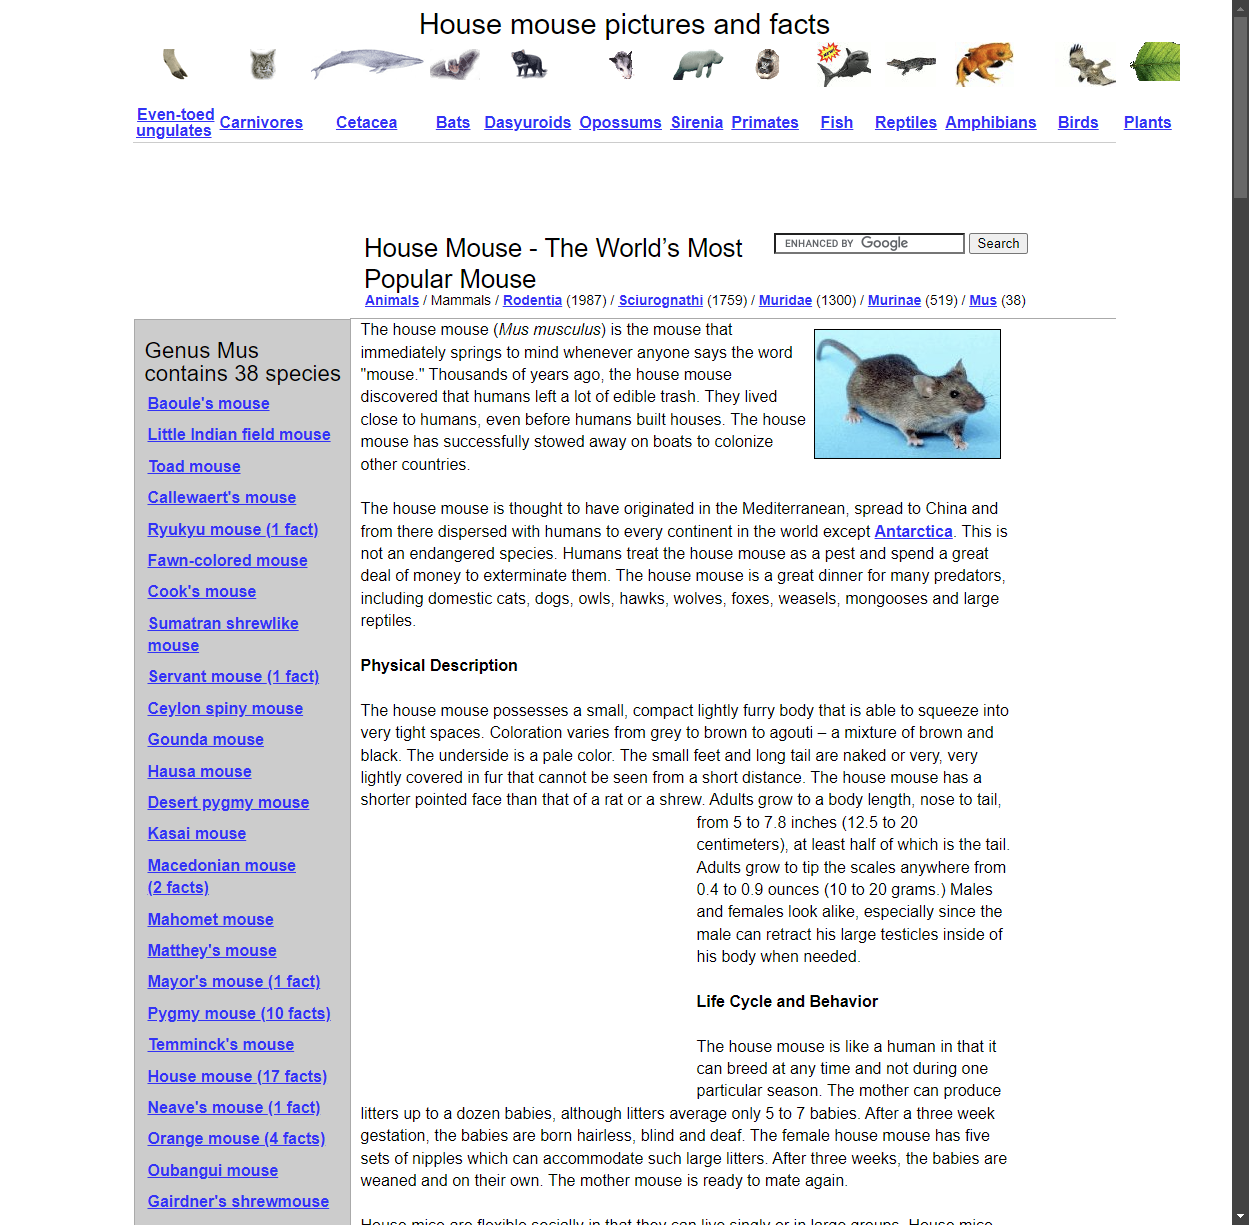 House mouse pictures and facts
NEW!
Even-toed
ungulates
Carnivores
Cetacea
Bats
Dasyuroids
Opossums
Sirenia
Primates
Fish
Reptiles
Amphibians
Birds
Plants
House Mouse - The World’s Most
Popular Mouse
ENHANCED BY Google
Search
Animals / Mammals / Rodentia (1987) / Sciurognathi (1759) / Muridae (1300) / Murinae (519) / Mus (38)
Genus Mus
contains 38 species
Baoule's mouse
Little Indian field mouse
Toad mouse
Callewaert's mouse
Ryukyu mouse (1 fact)
Fawn-colored mouse
Cook's mouse
Sumatran shrewlike
mouse
Servant mouse (1 fact)
Ceylon spiny mouse
Gounda mouse
Hausa mouse
Desert pygmy mouse
Kasai mouse
Macedonian mouse
(2 facts)
Mahomet mouse
Matthey's mouse
Mayor's mouse (1 fact)
Pygmy mouse (10 facts)
Temminck's mouse
House mouse (17 facts)
Neave's mouse (1 fact)
Orange mouse (4 facts)
Oubangui mouse
Gairdner's shrewmouse
The house mouse (Mus musculus) is the mouse that
immediately springs to mind whenever anyone says the word
"mouse." Thousands of years ago, the house mouse
discovered that humans left a lot of edible trash. They lived
close to humans, even before humans built houses. The house
mouse has successfully stowed away on boats to colonize
other countries.
The house mouse is thought to have originated in the Mediterranean, spread to China and
from there dispersed with humans to every continent in the world except Antarctica. This is
not an endangered species. Humans treat the house mouse as a pest and spend a great
deal of money to exterminate them. The house mouse is a great dinner for many predators,
including domestic cats, dogs, owls, hawks, wolves, foxes, weasels, mongooses and large
reptiles.
Physical Description
The house mouse possesses a small, compact lightly furry body that is able to squeeze into
very tight spaces. Coloration varies from grey to brown to agouti – a mixture of brown and
black. The underside is a pale color. The small feet and long tail are naked or very, very
lightly covered in fur that cannot be seen from a short distance. The house mouse has a
shorter pointed face than that of a rat or a shrew. Adults grow to a body length, nose to tail,
from 5 to 7.8 inches (12.5 to 20
centimeters), at least half of which is the tail.
Adults grow to tip the scales anywhere from
0.4 to 0.9 ounces (10 to 20 grams.) Males
and females look alike, especially since the
male can retract his large testicles inside of
his body when needed.
Life Cycle and Behavior
The house mouse is like a human in that it
can breed at any time and not during one
particular season. The mother can produce
litters up to a dozen babies, although litters average only 5 to 7 babies. After a three week
gestation, the babies are born hairless, blind and deaf. The female house mouse has five
sets of nipples which can accommodate such large litters. After three weeks, the babies are
weaned and on their own. The mother mouse is ready to mate again.
House mice are flexible socially in that they can live singly or in large groups. House mice